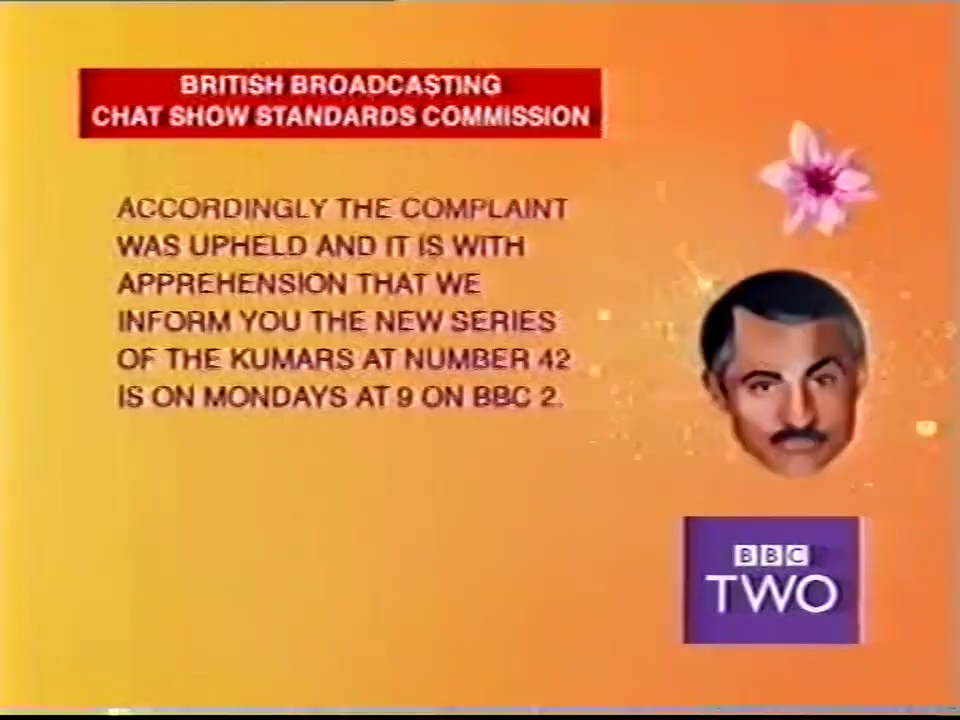 BRITISH BROADCASTING
CHAT SHOW STANDARDS COMMISSION
ACCORDINGLY THE COMPLAINT
WAS UPHELD AND IT IS WITH
APPREHENSION THAT WE
INFORM YOU THE NEW SERIES
OF THE KUMARS AT NUMBER 42
IS ON MONDAYS AT 9 ON BBC 2.
BBC
TWO